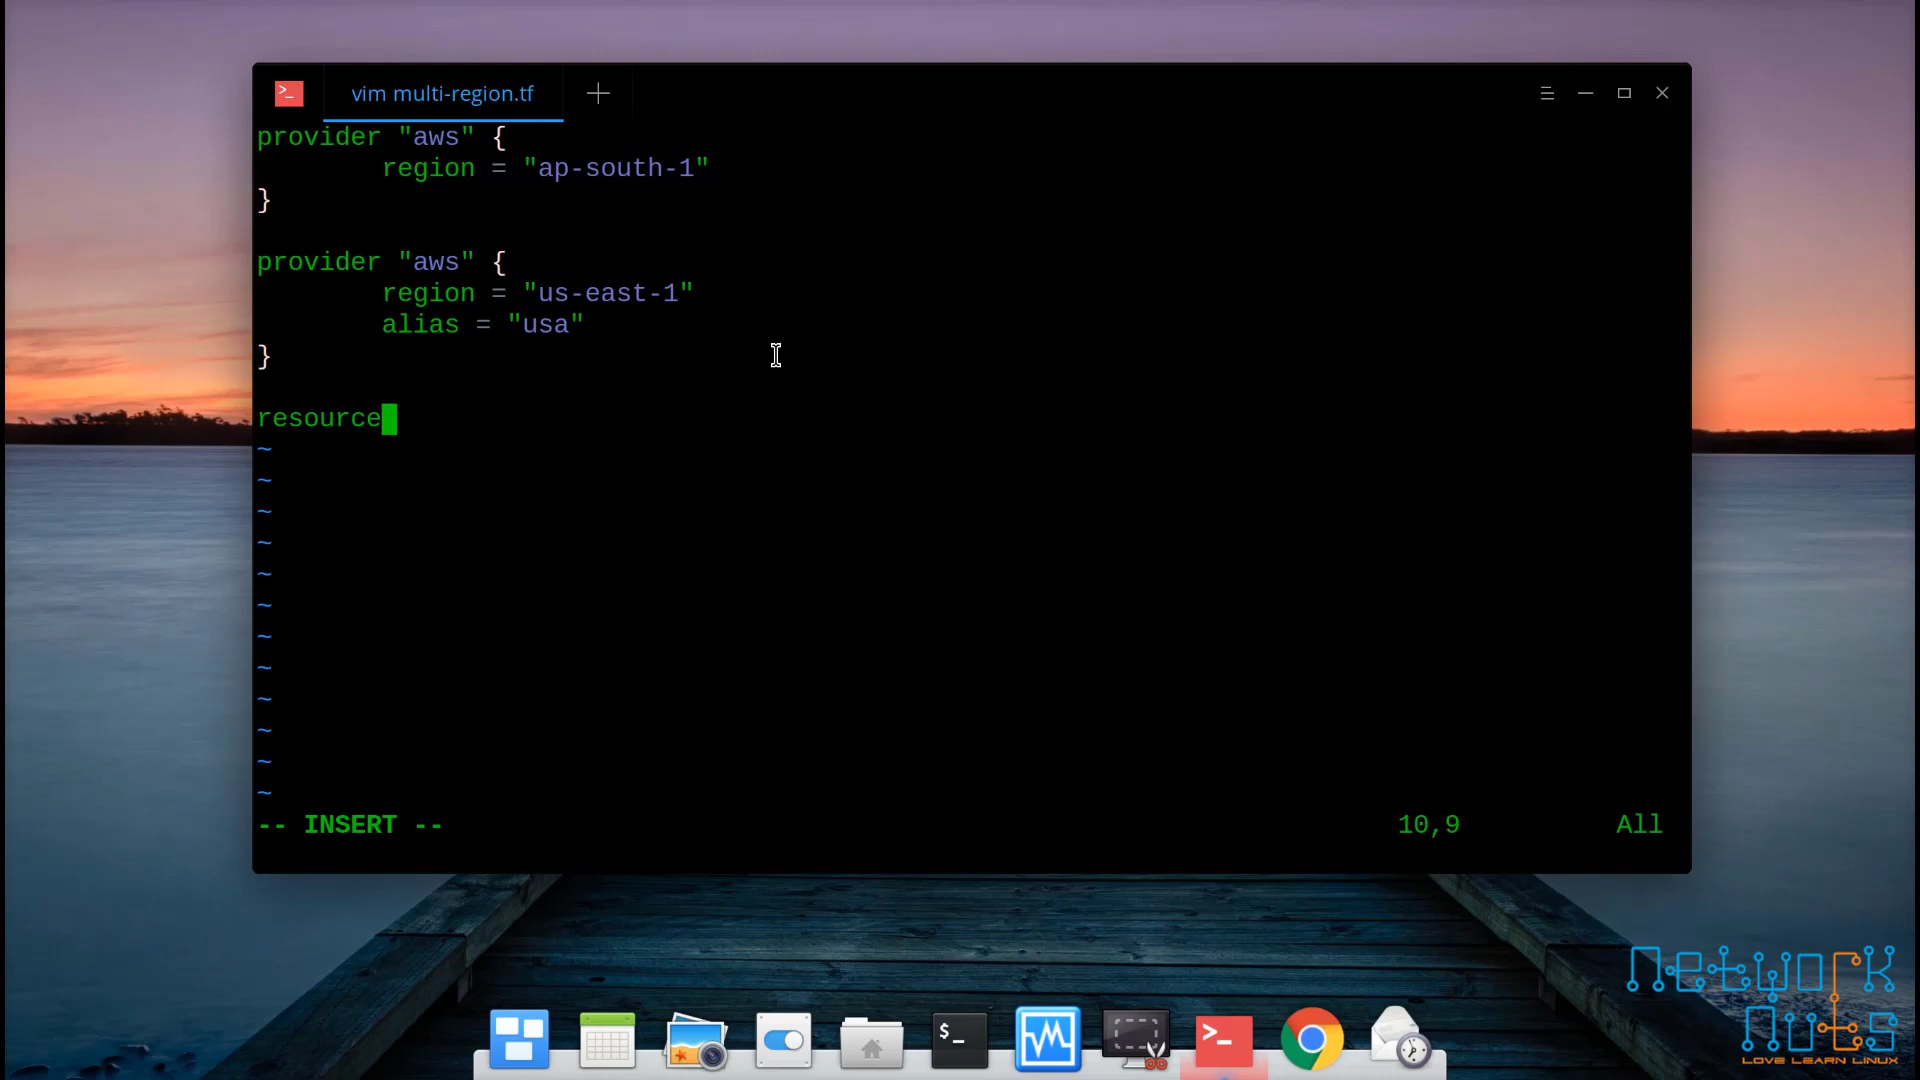 vim multi-region.tf
provider "aws" {
region = "ap-south-1"
}
provider "aws" {
region = "us-east-1"
alias = "usa"
}
resource
~
~
~
~
~
~
~
~
~
~
~
~
-- INSERT --
10,9
All
network
nuts
LOVE LEARN LINUX